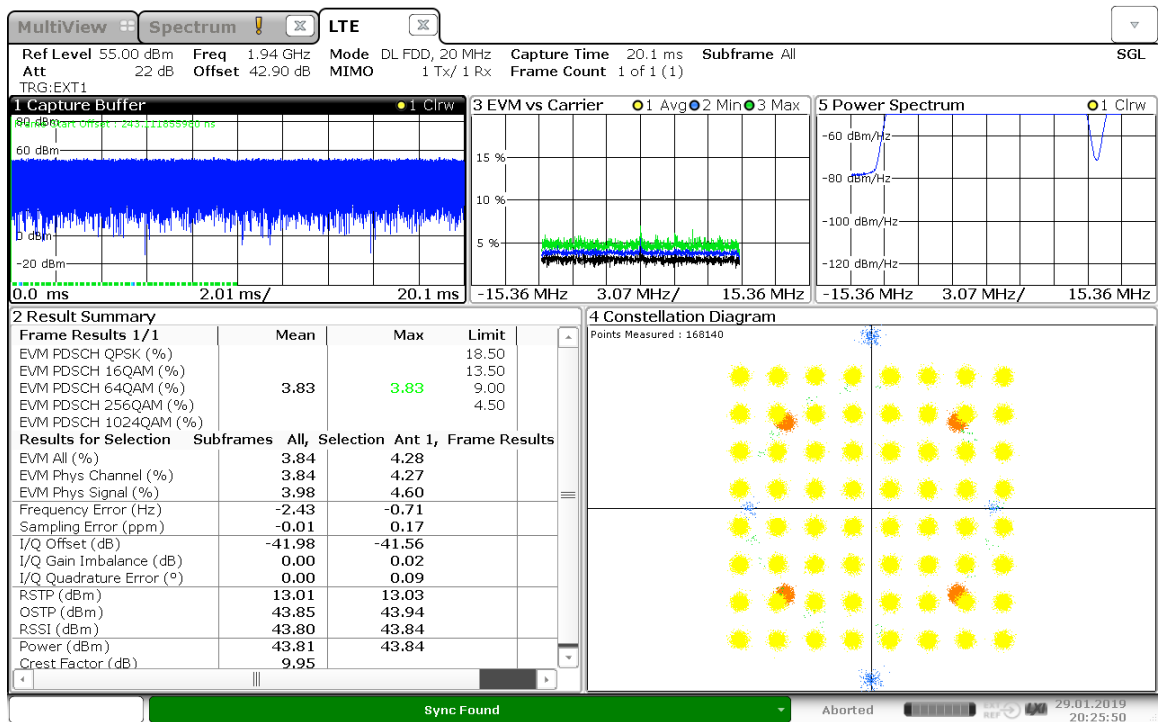 MultiView Spectrum LTE
Ref Level 55.00 dBm Freq 1.94 GHz Mode DL FDD, 20 MHz Capture Time 20.1 ms Subframe All SGL
Att 22 dB Offset 42.90 dB MIMO 1 Tx/ 1 Rx Frame Count 1 of 1 (1)
TRG:EXT1
1 Capture Buffer 1 Clrw
80 dBm
60 dBm
0 dBm
-20 dBm
0.0 ms 2.01 ms/ 20.1 ms
3 EVM vs Carrier 1 Avg 2 Min 3 Max
15 %
10 %
5 %
-15.36 MHz 3.07 MHz/ 15.36 MHz
5 Power Spectrum 1 Clrw
-60 dBm/Hz
-80 dBm/Hz
-100 dBm/Hz
-120 dBm/Hz
-15.36 MHz 3.07 MHz/ 15.36 MHz
2 Result Summary
Frame Results 1/1 Mean Max Limit
EVM PDSCH QPSK (%) 18.50
EVM PDSCH 16QAM (%) 13.50
EVM PDSCH 64QAM (%) 3.83 3.83 9.00
EVM PDSCH 256QAM (%) 4.50
EVM PDSCH 1024QAM (%)
Results for Selection Subframes All, Selection Ant 1, Frame Results
EVM All (%) 3.84 4.28
EVM Phys Channel (%) 3.84 4.27
EVM Phys Signal (%) 3.98 4.60
Frequency Error (Hz) -2.43 -0.71
Sampling Error (ppm) -0.01 0.17
I/Q Offset (dB) -41.98 -41.56
I/Q Gain Imbalance (dB) 0.00 0.02
I/Q Quadrature Error (°) 0.00 0.09
RSTP (dBm) 13.01 13.03
OSTP (dBm) 43.85 43.94
RSSI (dBm) 43.80 43.84
Power (dBm) 43.81 43.84
Crest Factor (dB) 9.95
4 Constellation Diagram
Points Measured : 168140
Sync Found
Aborted
EXT
REF
LXI
29.01.2019
20:25:50